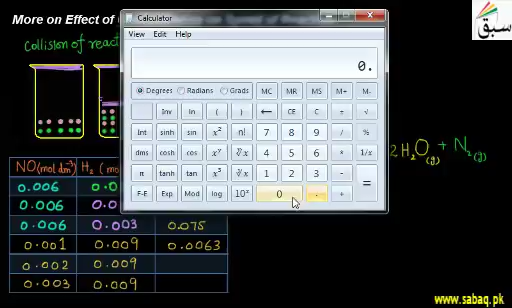 More on Effect of
Collision of react
Calculator
View Edit Help
0.
Degrees Radians Grads MC MR MS M+ M-
Inv ln ( ) ← CE C ± √
Int sinh sin x² n! 7 8 9 / %
dms cosh cos xʸ ʸ√x 4 5 6 * 1/x
π tanh tan x³ ³√x 1 2 3 - =
F-E Exp Mod log 10ˣ 0 . +
سبق
2H₂O(g) + N₂(g)
NO(mol dm⁻³) H₂(mo
0.006 0.0
0.006
0.006 0.003 0.075
0.001 0.009 0.0063
0.002 0.009
0.003 0.009
www.sabaq.pk